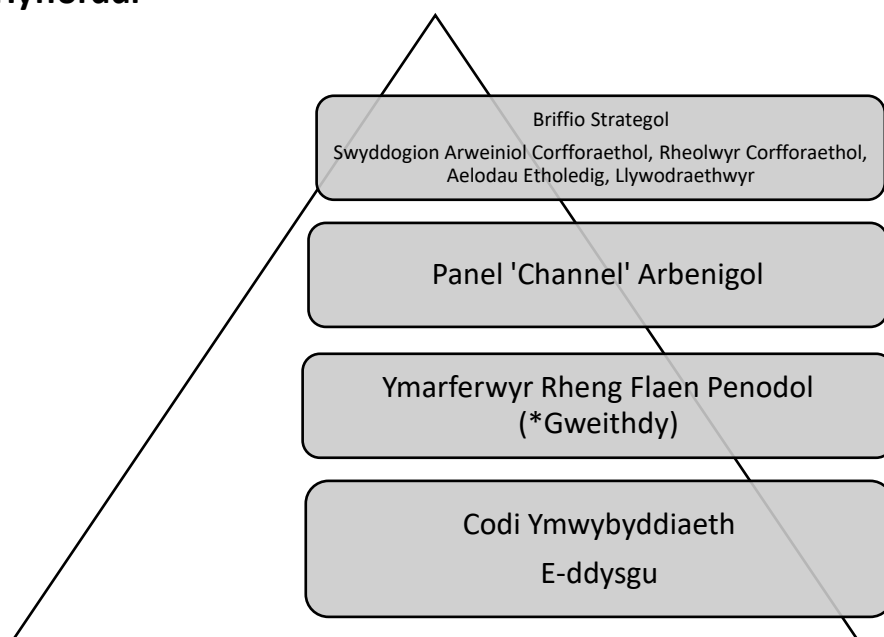 Briffio Strategol
Swyddogion Arweiniol Corfforaethol, Rheolwyr Corfforaethol,
Aelodau Etholedig, Llywodraethwyr
Panel 'Channel' Arbenigol
Ymarferwyr Rheng Flaen Penodol
(*Gweithdy)
Codi Ymwybyddiaeth
E-ddysgu